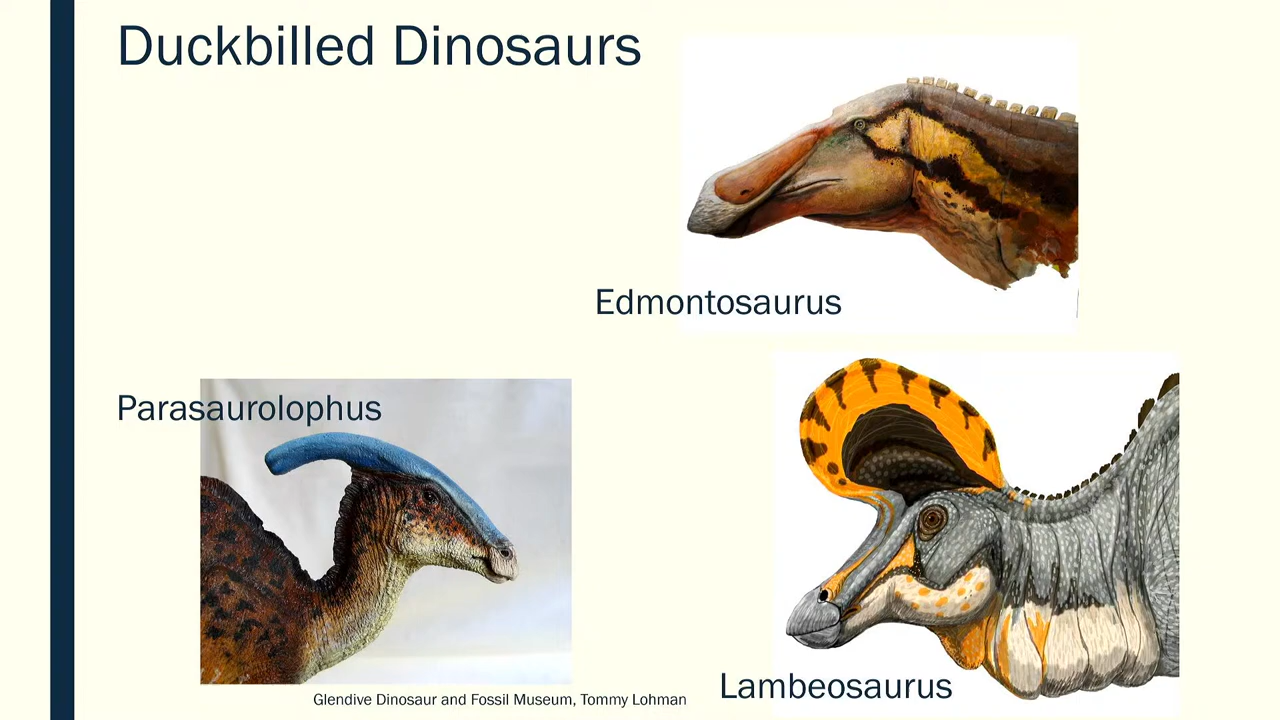 Duckbilled Dinosaurs
Edmontosaurus
Parasaurolophus
Lambeosaurus
Glendive Dinosaur and Fossil Museum, Tommy Lohman